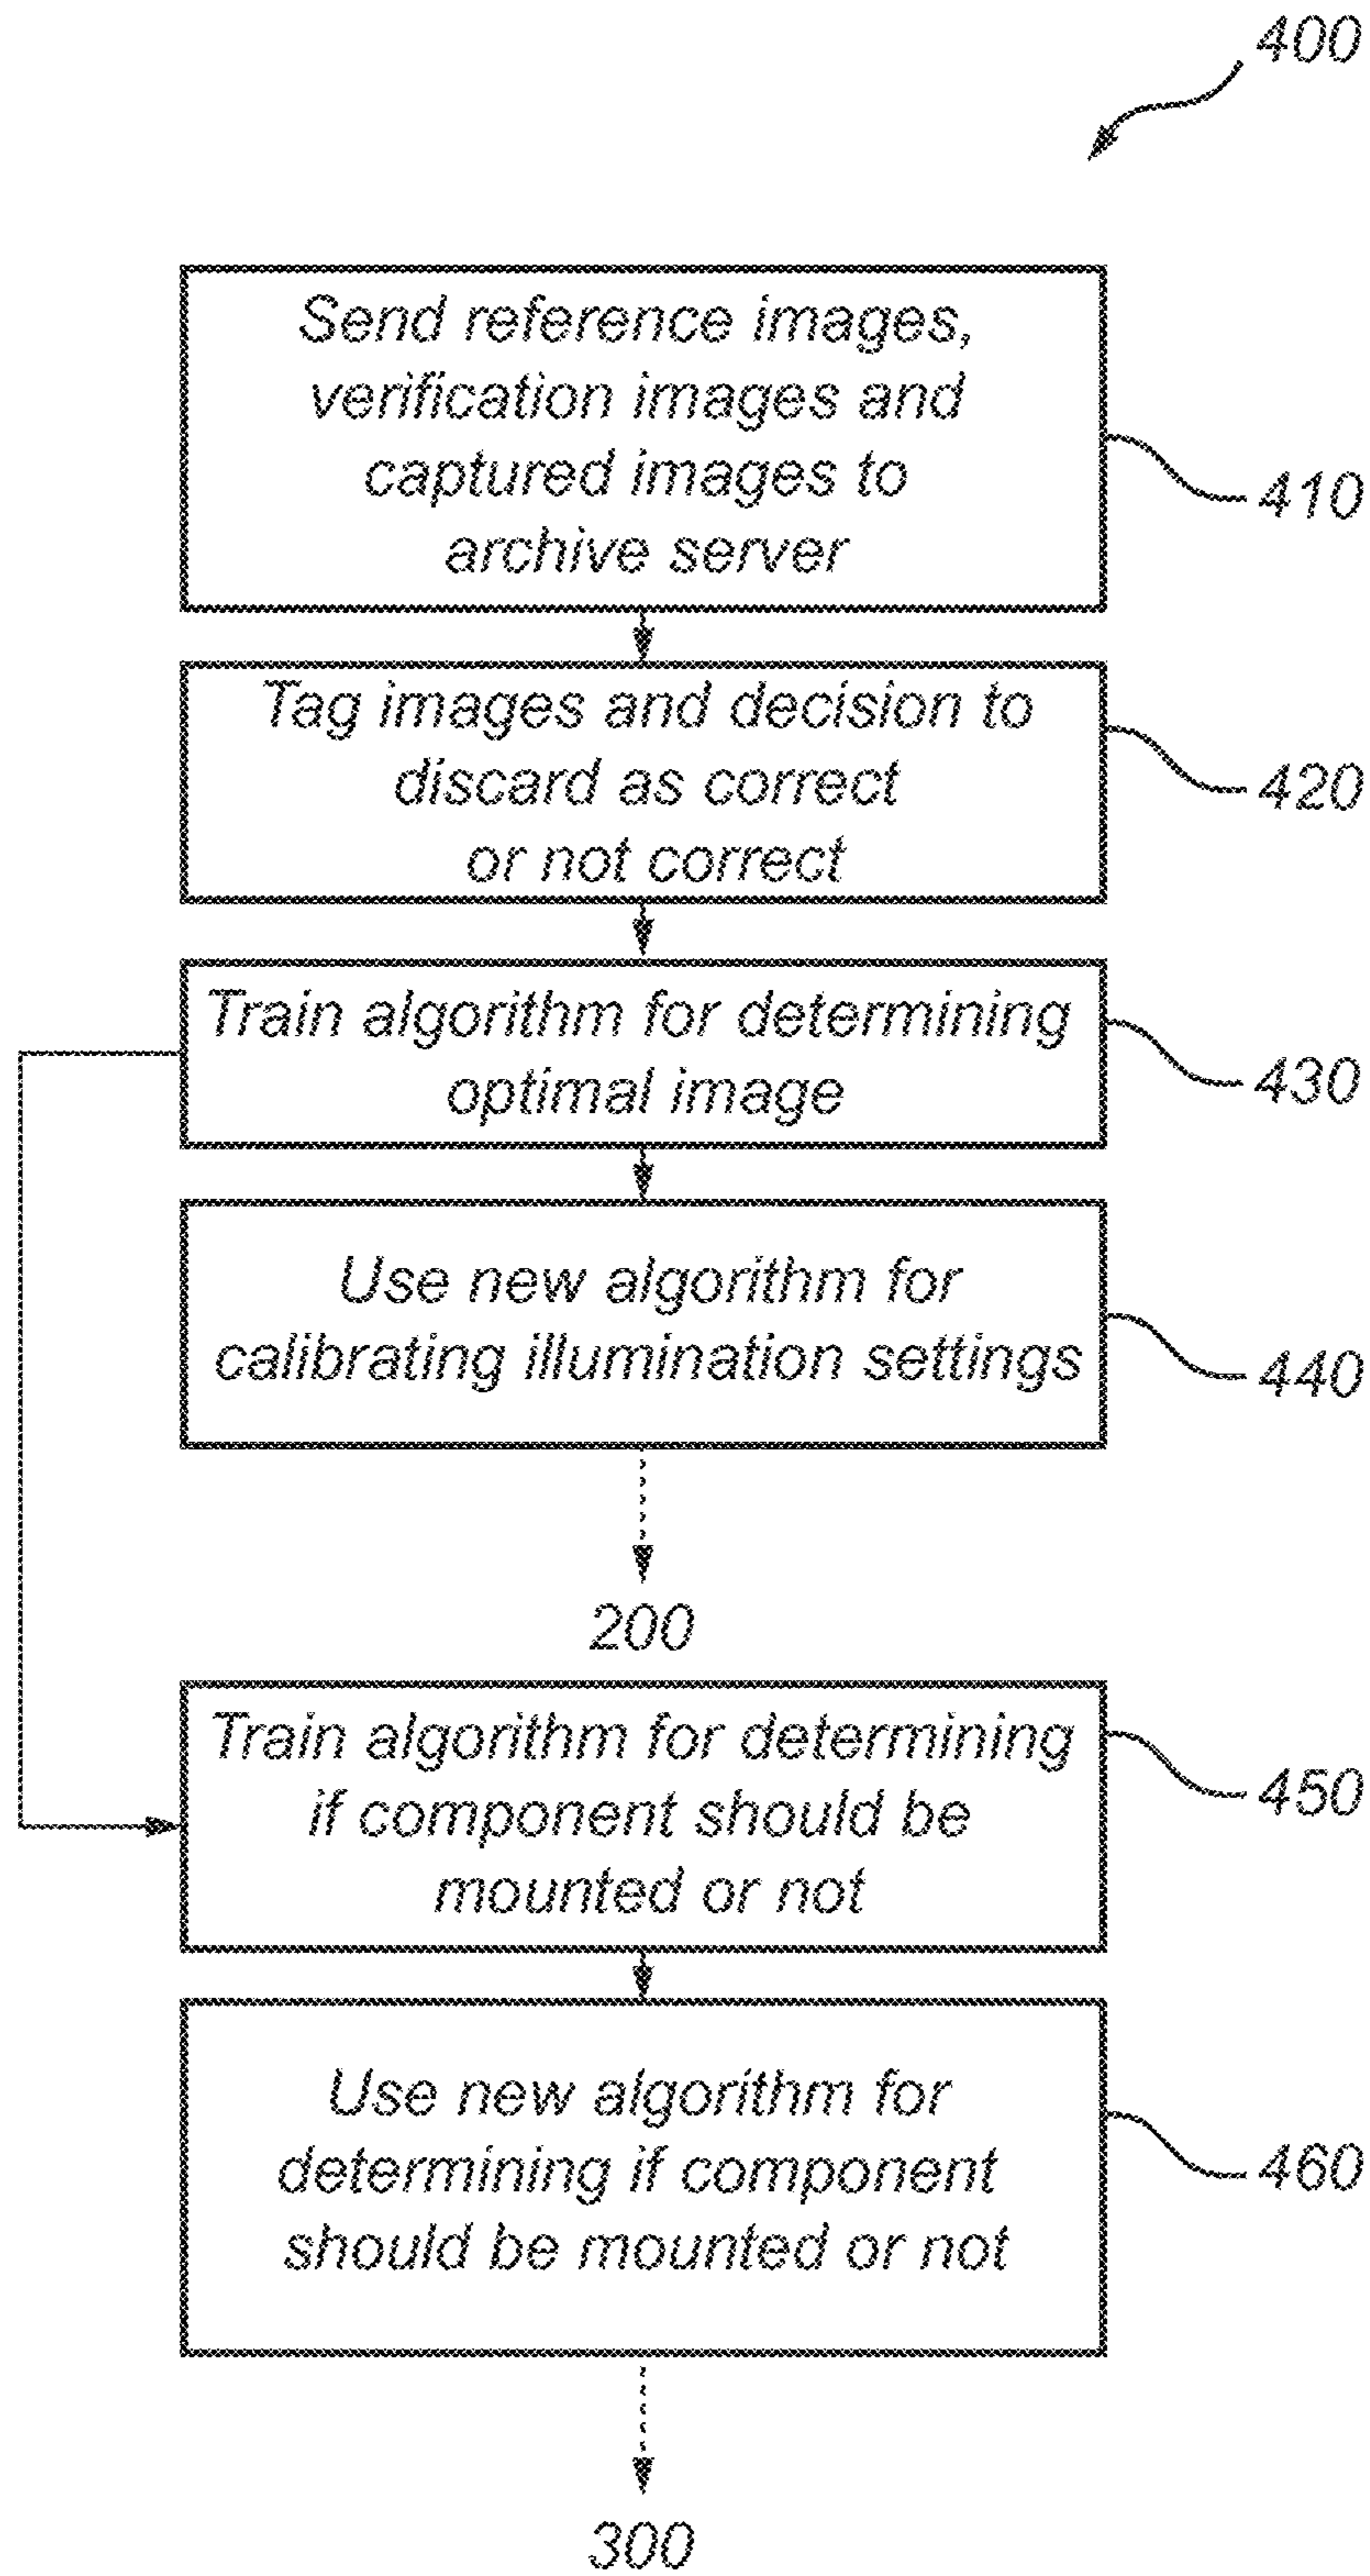 400
Send reference images,
verification images and
captured images to
archive server
410
Tag images and decision to
discard as correct
or not correct
420
Train algorithm for determining
optimal image
430
Use new algorithm for
calibrating illumination settings
440
200
Train algorithm for determining
if component should be
mounted or not
450
Use new algorithm for
determining if component
should be mounted or not
460
300